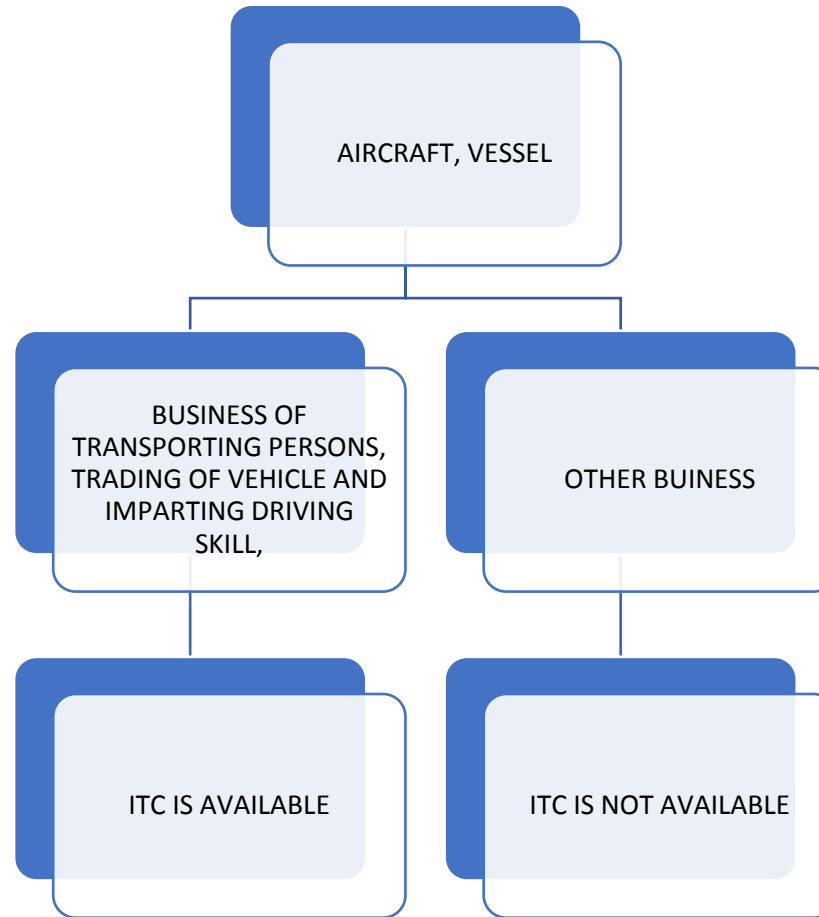 AIRCRAFT, VESSEL
BUSINESS OF
TRANSPORTING PERSONS,
TRADING OF VEHICLE AND
IMPARTING DRIVING
SKILL,
OTHER BUINESS
ITC IS AVAILABLE
ITC IS NOT AVAILABLE